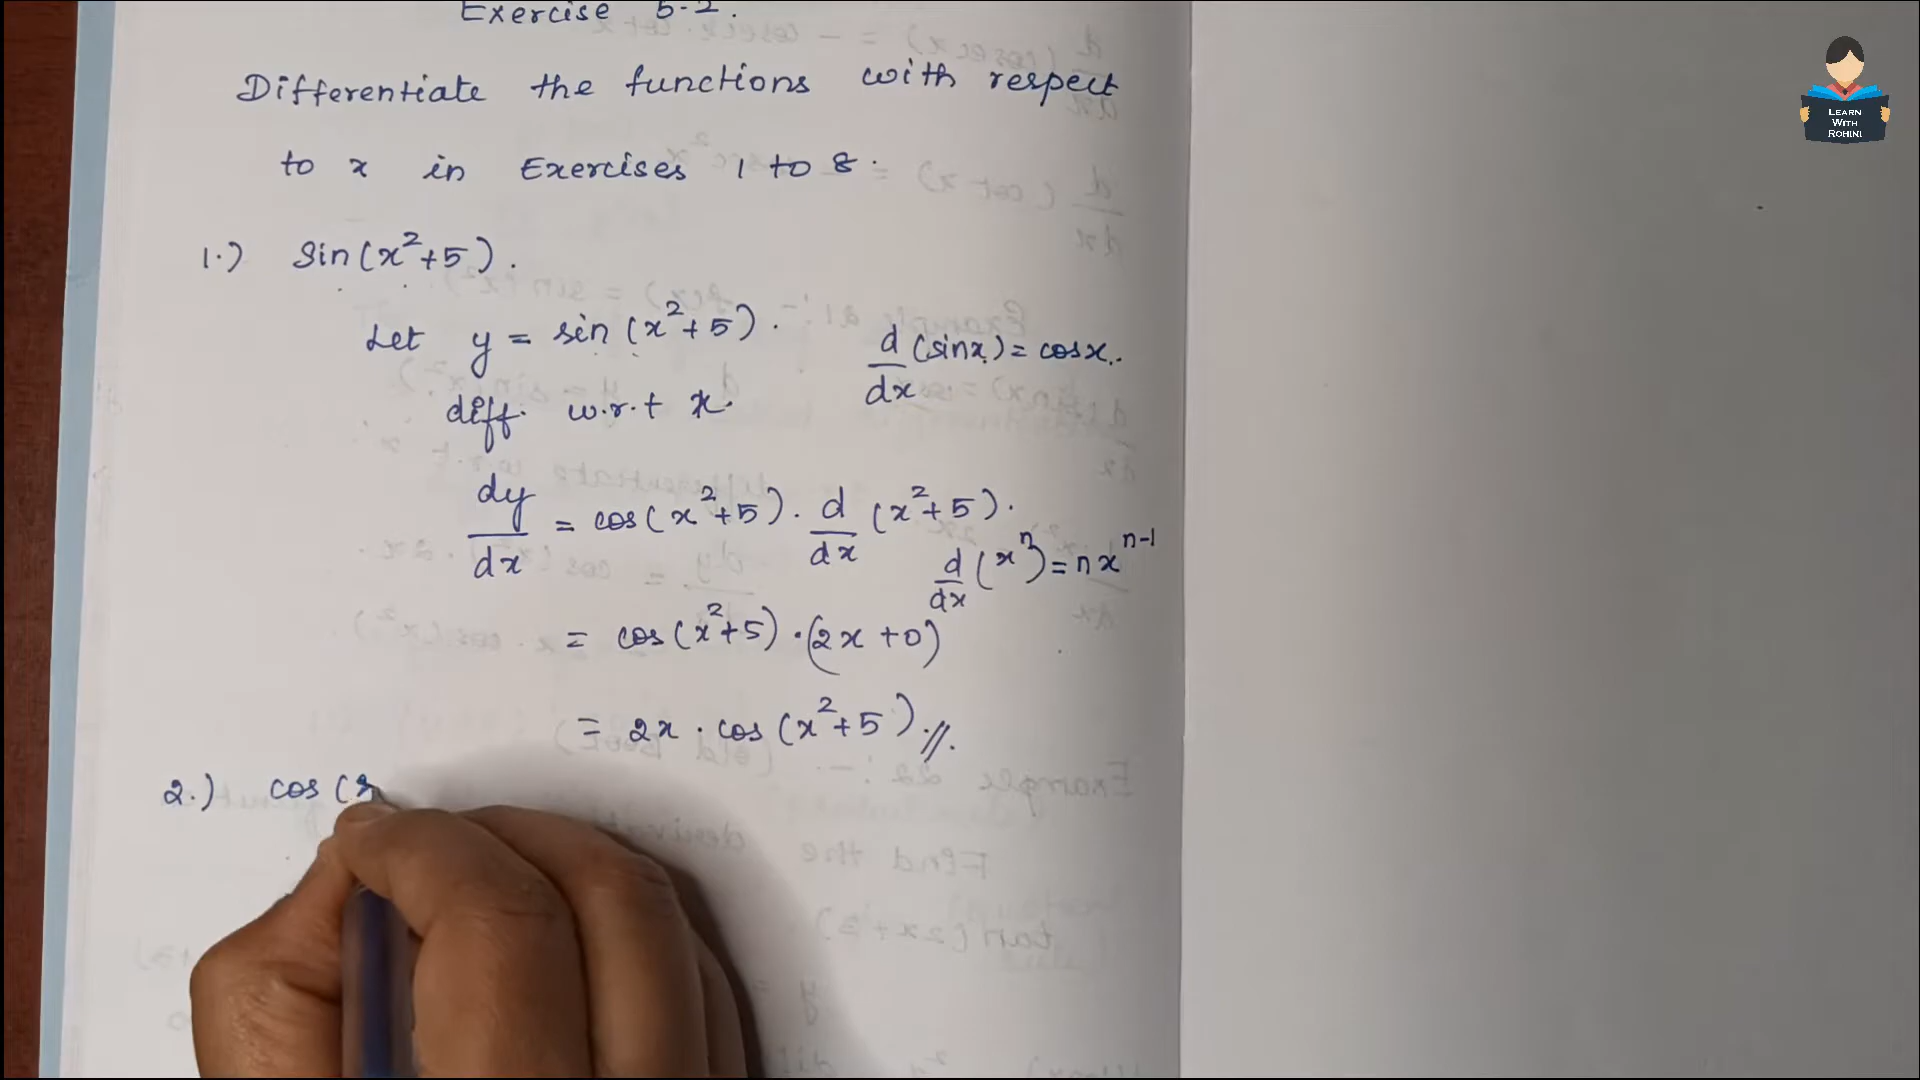 Exercise 5.2.
Differentiate the functions with respect
to x in Exercises 1 to 8.
1.) Sin(x²+5).
Let y = sin (x²+5).
d/dx (sinx) = cosx.
diff. w.r.t x.
dy/dx = cos(x²+5). d/dx (x²+5).
d/dx (xⁿ) = nxⁿ⁻¹
= cos(x²+5) . (2x+0)
= 2x . cos(x²+5).//.
2.) cos (
LEARN
WITH
ROHINI